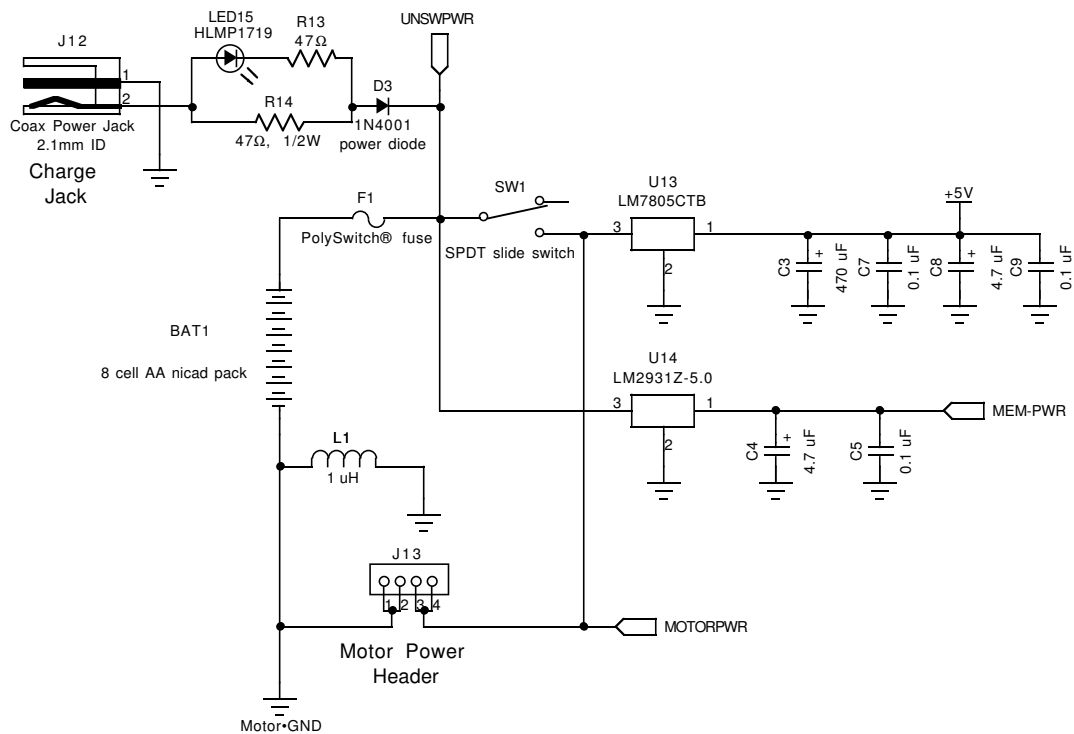 J12
1
2
Coax Power Jack
2.1mm ID
Charge
Jack
LED15
HLMP1719
R13
47Ω
R14
47Ω, 1/2W
D3
1N4001
power diode
UNSWPWR
F1
PolySwitch® fuse
SW1
SPDT slide switch
U13
LM7805CTB
3
1
2
+5V
C3
+
470 uF
C7
0.1 uF
C8
+
4.7 uF
C9
0.1 uF
BAT1
8 cell AA nicad pack
U14
LM2931Z-5.0
3
1
2
MEM-PWR
C4
+
4.7 uF
C5
0.1 uF
L1
1 uH
J13
1 2 3 4
Motor Power
Header
MOTORPWR
Motor•GND